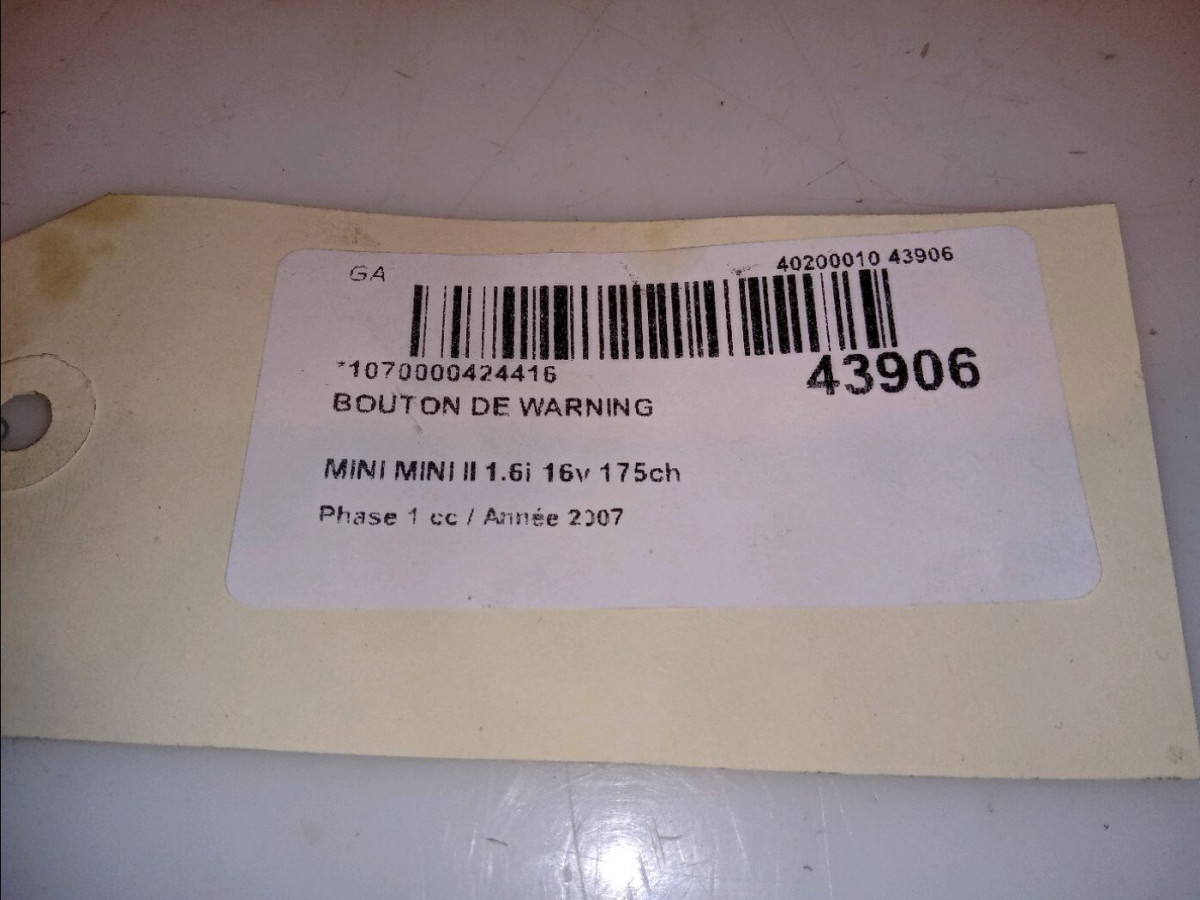 GA
40200010 43906
*1070000424416
43906
BOUTON DE WARNING
MINI MINI II 1.6i 16v 175ch
Phase 1 cc / Année 2007